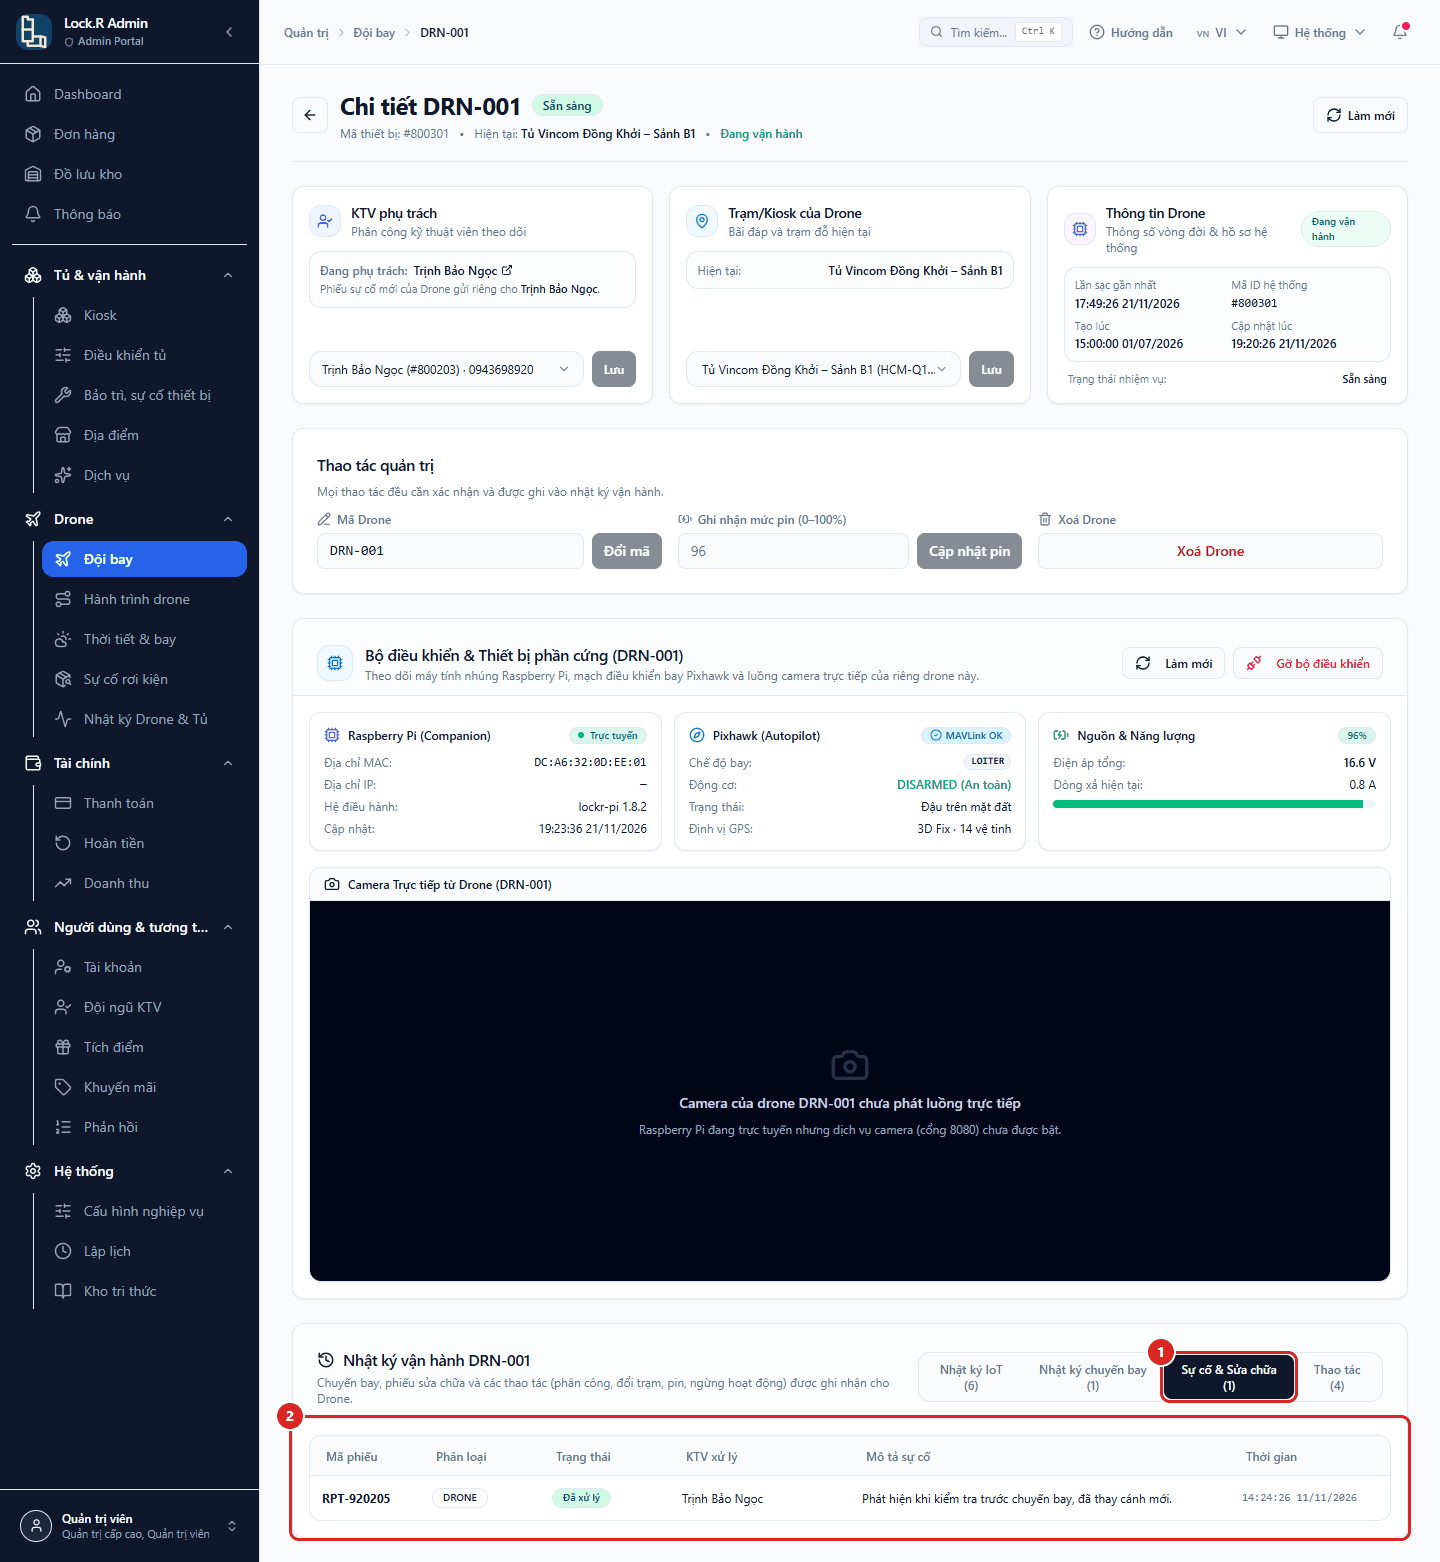 Lock.R Admin
Admin Portal
Dashboard
Đơn hàng
Đồ lưu kho
Thông báo
Tủ & vận hành
Kiosk
Điều khiển tủ
Bảo trì, sự cố thiết bị
Địa điểm
Dịch vụ
Drone
Đội bay
Hành trình drone
Thời tiết & bay
Sự cố rơi kiện
Nhật ký Drone & Tủ
Tài chính
Thanh toán
Hoàn tiền
Doanh thu
Người dùng & tương t...
Tài khoản
Đội ngũ KTV
Tích điểm
Khuyến mãi
Phản hồi
Hệ thống
Cấu hình nghiệp vụ
Lập lịch
Kho tri thức
Quản trị viên
Quản trị cấp cao, Quản trị viên
Quản trị > Đội bay > DRN-001
Tìm kiếm... Ctrl K
Hướng dẫn
VN VI
Hệ thống
Chi tiết DRN-001 Sẵn sàng
Mã thiết bị: #800301 • Hiện tại: Tủ Vincom Đồng Khởi – Sảnh B1 • Đang vận hành
Làm mới
KTV phụ trách
Phân công kỹ thuật viên theo dõi
Đang phụ trách: Trịnh Bảo Ngọc
Phiếu sự cố mới của Drone gửi riêng cho Trịnh Bảo Ngọc.
Trịnh Bảo Ngọc (#800203) · 0943698920
Lưu
Trạm/Kiosk của Drone
Bãi đáp và trạm đỗ hiện tại
Hiện tại: Tủ Vincom Đồng Khởi – Sảnh B1
Tủ Vincom Đồng Khởi – Sảnh B1 (HCM-Q1...
Lưu
Thông tin Drone
Thông số vòng đời & hồ sơ hệ thống
Đang vận hành
Lần sạc gần nhất
17:49:26 21/11/2026
Mã ID hệ thống
#800301
Tạo lúc
15:00:00 01/07/2026
Cập nhật lúc
19:20:26 21/11/2026
Trạng thái nhiệm vụ: Sẵn sàng
Thao tác quản trị
Mọi thao tác đều cần xác nhận và được ghi vào nhật ký vận hành.
Mã Drone
DRN-001
Đổi mã
Ghi nhận mức pin (0–100%)
96
Cập nhật pin
Xoá Drone
Xoá Drone
Bộ điều khiển & Thiết bị phần cứng (DRN-001)
Theo dõi máy tính nhúng Raspberry Pi, mạch điều khiển bay Pixhawk và luồng camera trực tiếp của riêng drone này.
Làm mới
Gỡ bộ điều khiển
Raspberry Pi (Companion) Trực tuyến
Địa chỉ MAC: DC:A6:32:0D:EE:01
Địa chỉ IP: —
Hệ điều hành: lockr-pi 1.8.2
Cập nhật: 19:23:36 21/11/2026
Pixhawk (Autopilot) MAVLink OK
Chế độ bay: LOITER
Động cơ: DISARMED (An toàn)
Trạng thái: Đậu trên mặt đất
Định vị GPS: 3D Fix · 14 vệ tinh
Nguồn & Năng lượng 96%
Điện áp tổng: 16.6 V
Dòng xả hiện tại: 0.8 A
Camera Trực tiếp từ Drone (DRN-001)
Camera của drone DRN-001 chưa phát luồng trực tiếp
Raspberry Pi đang trực tuyến nhưng dịch vụ camera (cổng 8080) chưa được bật.
Nhật ký vận hành DRN-001
Chuyến bay, phiếu sửa chữa và các thao tác (phân công, đổi trạm, pin, ngừng hoạt động) được ghi nhận cho
Drone.
Nhật ký IoT (6)
Nhật ký chuyến bay (1)
1
Sự cố & Sửa chữa (1)
Thao tác (4)
2
Mã phiếu Phân loại Trạng thái KTV xử lý Mô tả sự cố Thời gian
RPT-920205 DRONE Đã xử lý Trịnh Bảo Ngọc Phát hiện khi kiểm tra trước chuyến bay, đã thay cánh mới. 14:24:26 11/11/2026